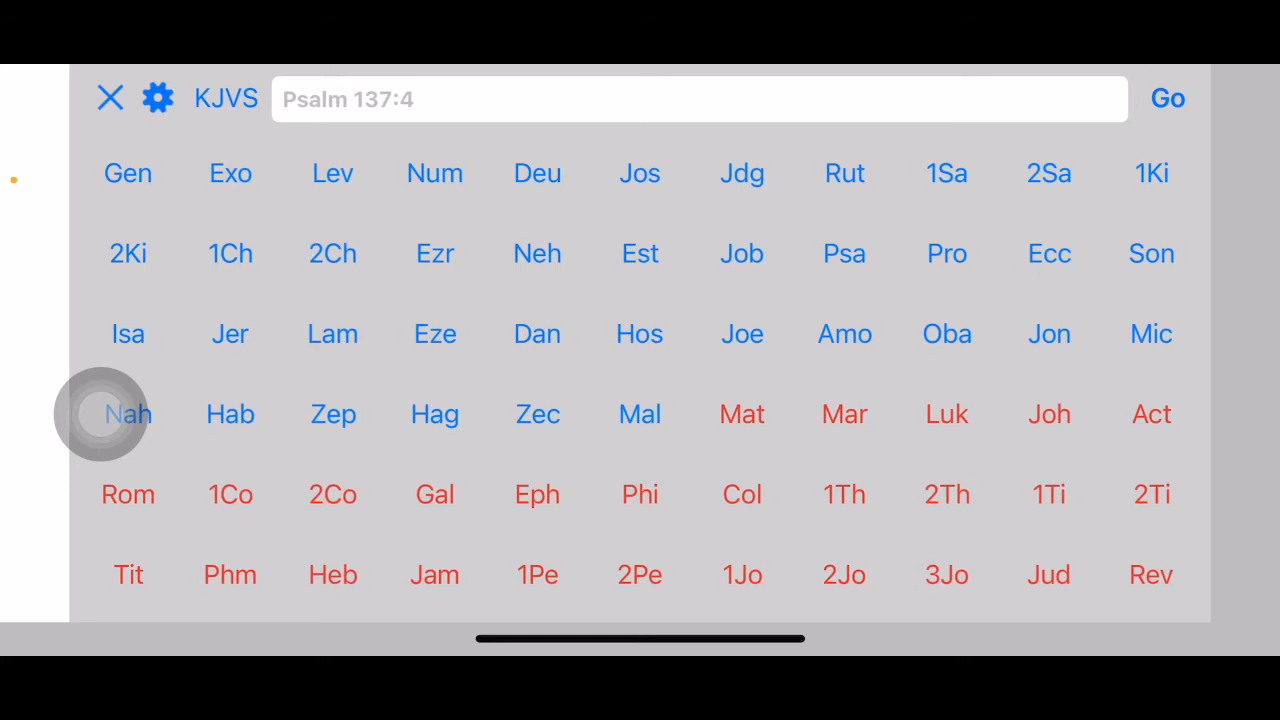 KJVS Psalm 137:4 Go
Gen Exo Lev Num Deu Jos Jdg Rut 1Sa 2Sa 1Ki
2Ki 1Ch 2Ch Ezr Neh Est Job Psa Pro Ecc Son
Isa Jer Lam Eze Dan Hos Joe Amo Oba Jon Mic
Nah Hab Zep Hag Zec Mal Mat Mar Luk Joh Act
Rom 1Co 2Co Gal Eph Phi Col 1Th 2Th 1Ti 2Ti
Tit Phm Heb Jam 1Pe 2Pe 1Jo 2Jo 3Jo Jud Rev